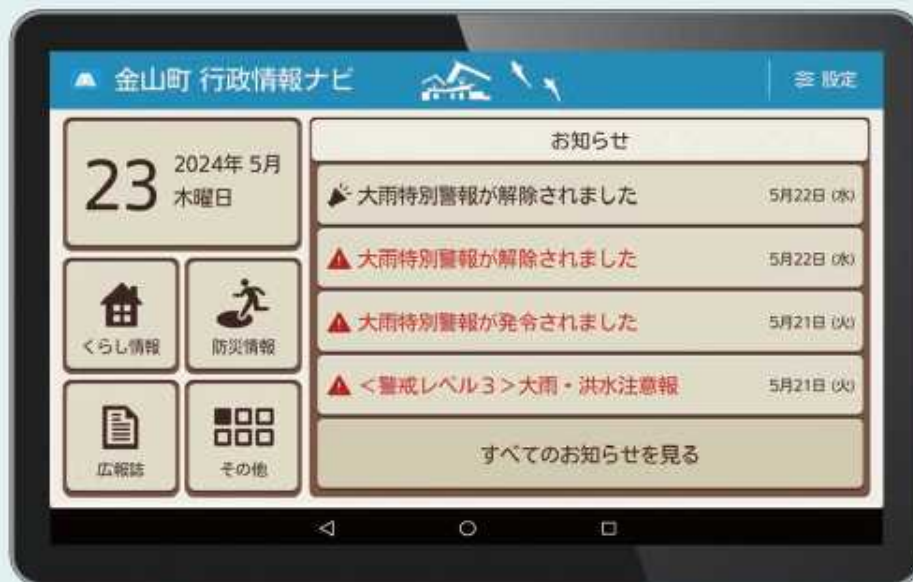 金山町 行政情報ナビ
設定
23
2024年 5月
木曜日
くらし情報
防災情報
広報誌
その他
お知らせ
大雨特別警報が解除されました 5月22日 (水)
大雨特別警報が解除されました 5月22日 (水)
大雨特別警報が発令されました 5月21日 (火)
＜警戒レベル３＞大雨・洪水注意報 5月21日 (火)
すべてのお知らせを見る